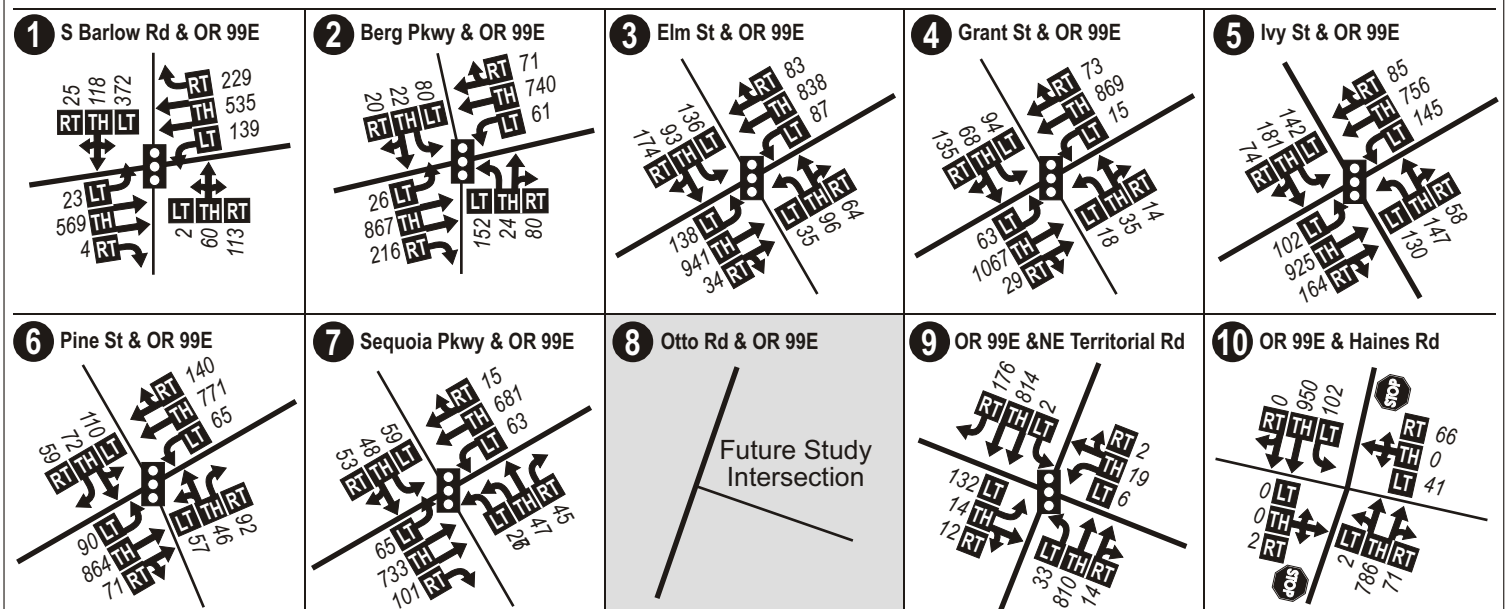 1 S Barlow Rd & OR 99E
25 118 372
RT TH LT
RT 229
TH 535
LT 139
23 LT
569 TH
4 RT
LT TH RT
2 60 113
2 Berg Pkwy & OR 99E
20 22 80
RT TH LT
RT 71
TH 740
LT 61
26 LT
867 TH
216 RT
LT TH RT
152 24 80
3 Elm St & OR 99E
174 93 136
RT TH LT
RT 83
TH 838
LT 87
138 LT
941 TH
34 RT
LT TH RT
35 96 64
4 Grant St & OR 99E
135 68 94
RT TH LT
RT 73
TH 869
LT 15
63 LT
1067 TH
29 RT
LT TH RT
18 35 14
5 Ivy St & OR 99E
74 181 142
RT TH LT
RT 85
TH 756
LT 145
102 LT
925 TH
164 RT
LT TH RT
130 147 58
6 Pine St & OR 99E
59 72 110
RT TH LT
RT 140
TH 771
LT 65
90 LT
864 TH
71 RT
LT TH RT
57 46 92
7 Sequoia Pkwy & OR 99E
53 48 59
RT TH LT
RT 15
TH 681
LT 63
65 LT
733 TH
101 RT
LT TH RT
47 45
8 Otto Rd & OR 99E
Future Study
Intersection
9 OR 99E &NE Territorial Rd
176 814 2
RT TH LT
RT 2
TH 19
LT 6
132 LT
14 TH
12 RT
LT TH RT
33 810 14
10 OR 99E & Haines Rd
STOP
0 950 102
RT TH LT
RT 66
TH 0
LT 41
0 LT
0 TH
2 RT
LT TH RT
2 786 71
STOP